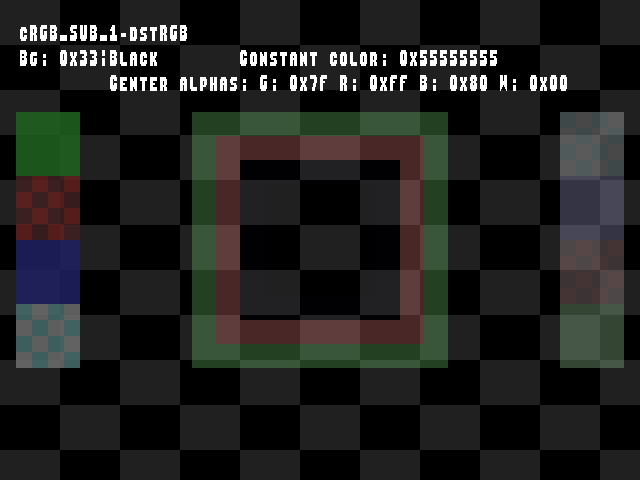 cRGB_SUB_1-dstRGB
Bg: 0x33|Black Constant color: 0x55555555
Center alphas: G: 0x7f R: 0xff B: 0x80 W: 0x00